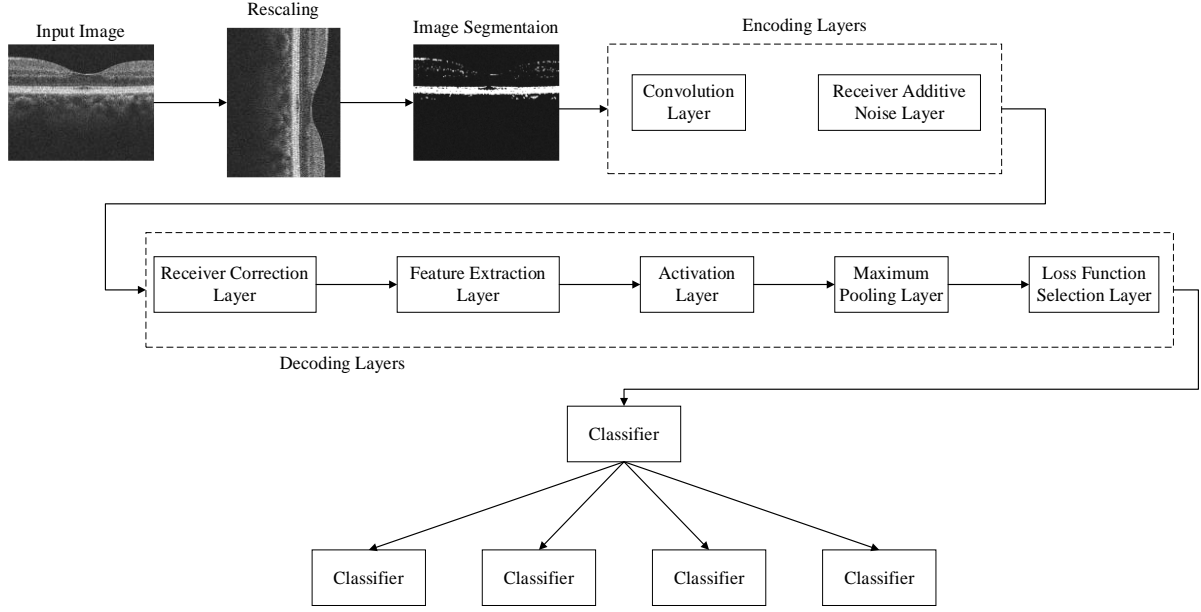 Input Image
Rescaling
Image Segmentaion
Encoding Layers
Convolution
Layer
Receiver Additive
Noise Layer
Receiver Correction
Layer
Feature Extraction
Layer
Activation
Layer
Maximum
Pooling Layer
Loss Function
Selection Layer
Decoding Layers
Classifier
Classifier
Classifier
Classifier
Classifier